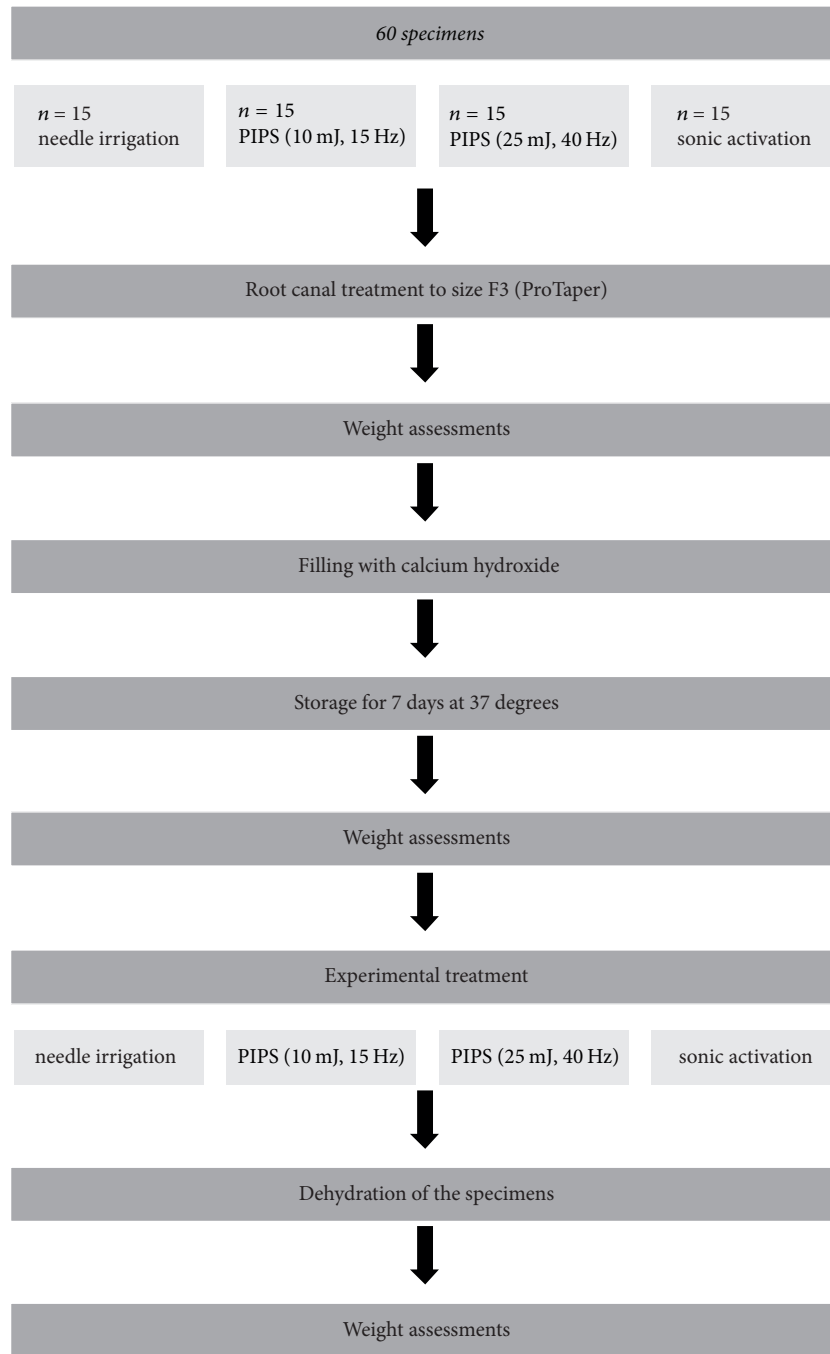 60 specimens
n = 15
needle irrigation
n = 15
PIPS (10 mJ, 15 Hz)
n = 15
PIPS (25 mJ, 40 Hz)
n = 15
sonic activation
Root canal treatment to size F3 (ProTaper)
Weight assessments
Filling with calcium hydroxide
Storage for 7 days at 37 degrees
Weight assessments
Experimental treatment
needle irrigation
PIPS (10 mJ, 15 Hz)
PIPS (25 mJ, 40 Hz)
sonic activation
Dehydration of the specimens
Weight assessments